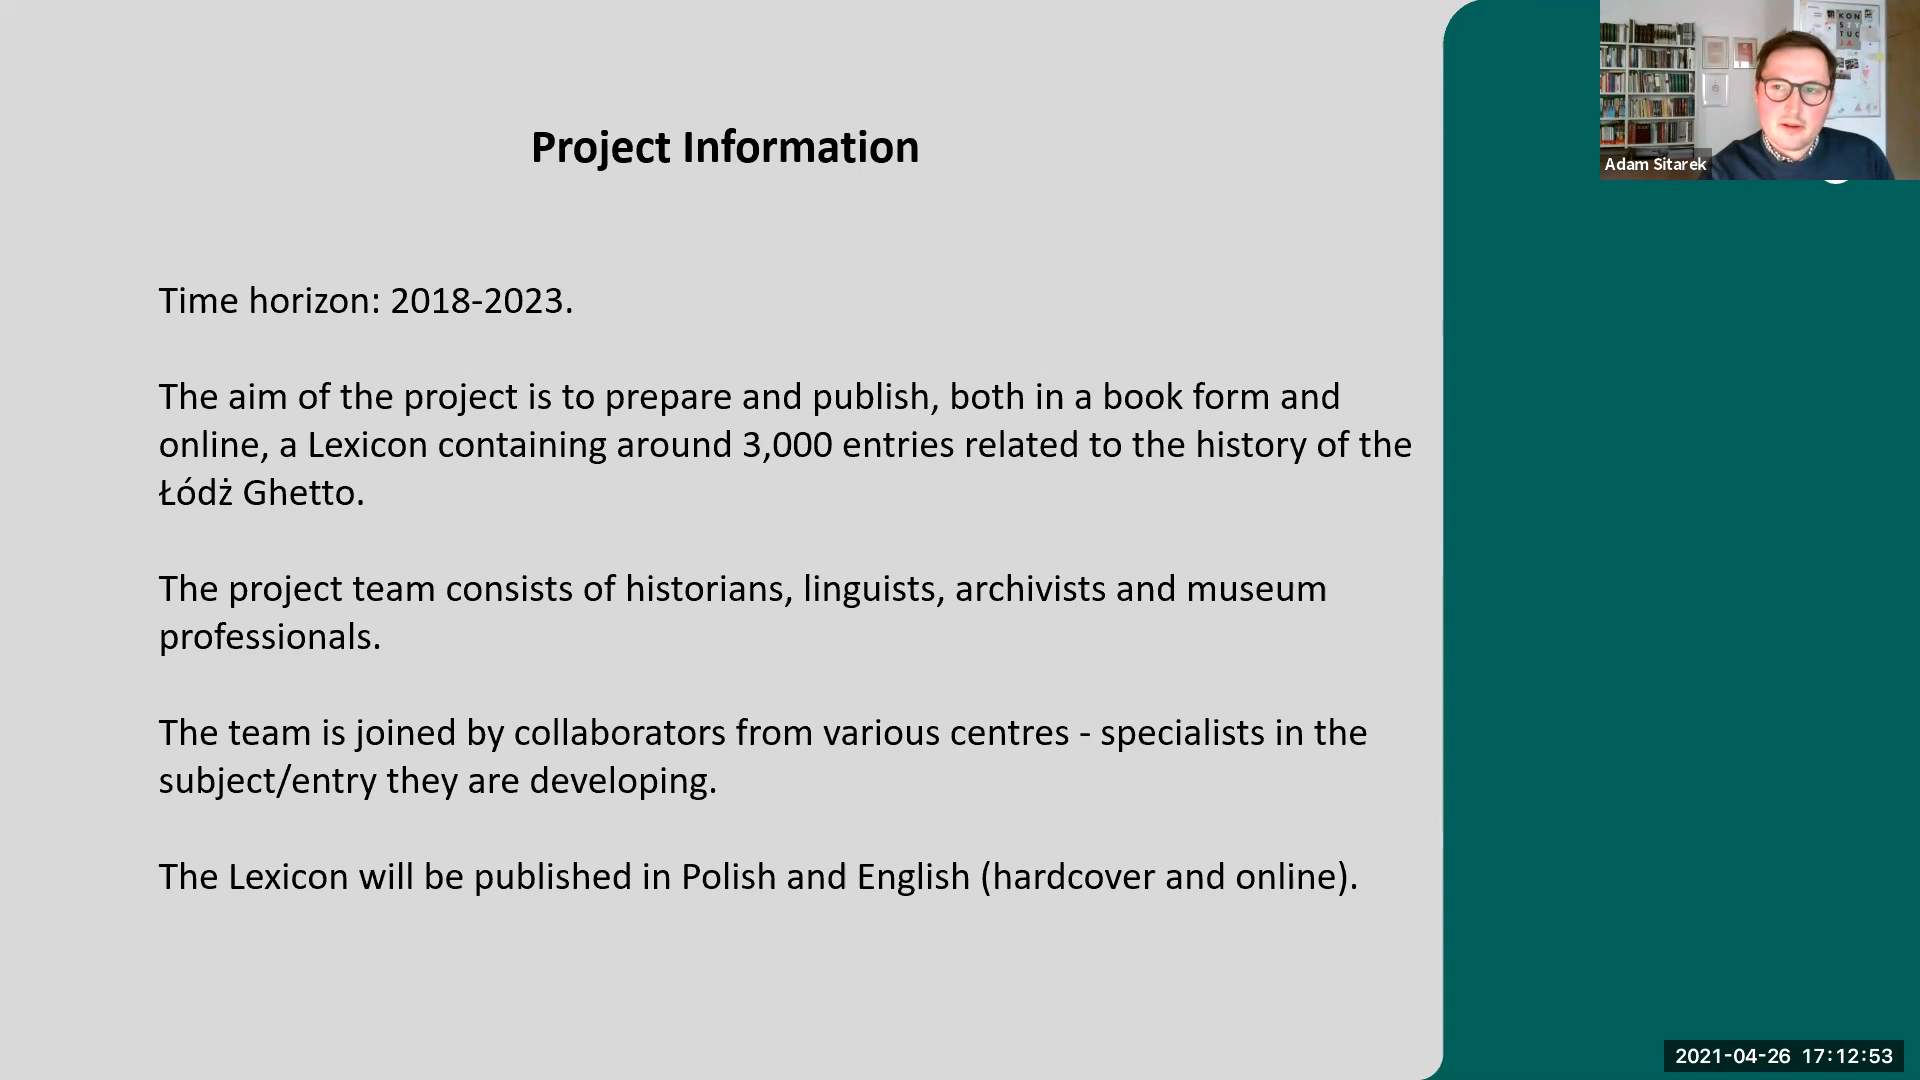 Project Information
Time horizon: 2018-2023.
The aim of the project is to prepare and publish, both in a book form and
online, a Lexicon containing around 3,000 entries related to the history of the
Łódż Ghetto.
The project team consists of historians, linguists, archivists and museum
professionals.
The team is joined by collaborators from various centres - specialists in the
subject/entry they are developing.
The Lexicon will be published in Polish and English (hardcover and online).
KON
S TY
TUC
JA
Adam Sitarek
2021-04-26 17:12:53